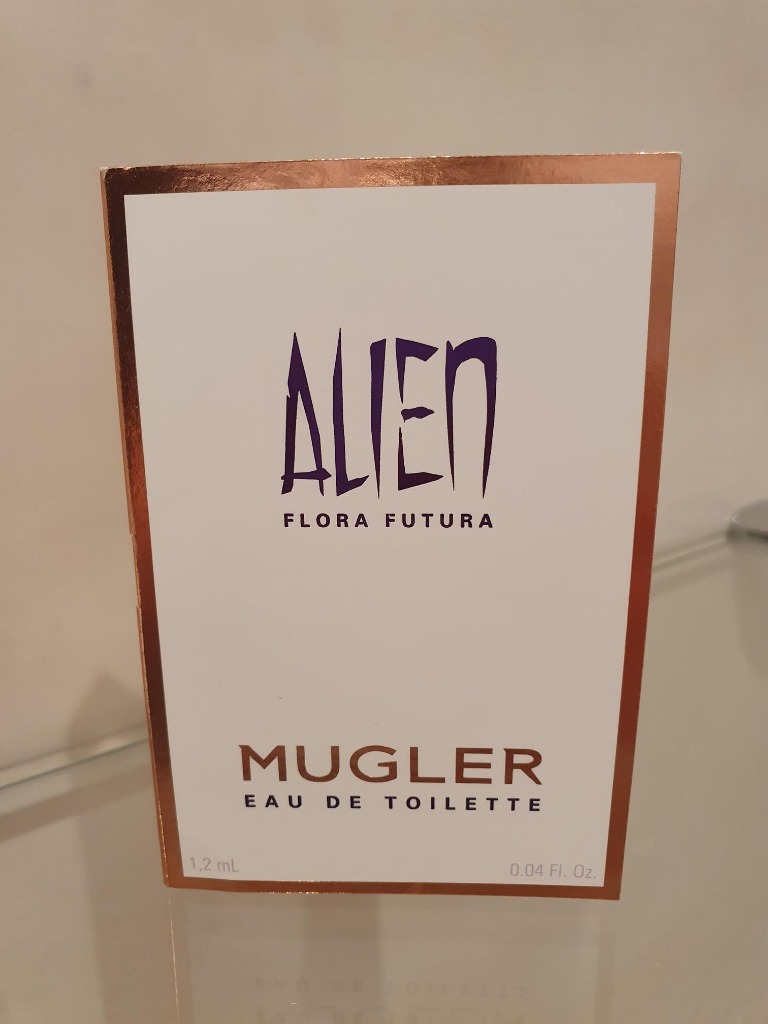 ALIEN
FLORA FUTURA
MUGLER
EAU DE TOILETTE
1,2 mL
0.04 Fl. Oz.